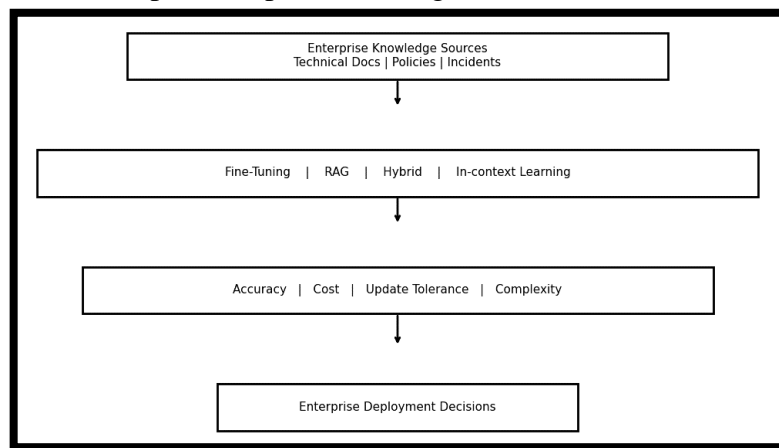 Enterprise Knowledge Sources
Technical Docs | Policies | Incidents
Fine-Tuning | RAG | Hybrid | In-context Learning
Accuracy | Cost | Update Tolerance | Complexity
Enterprise Deployment Decisions